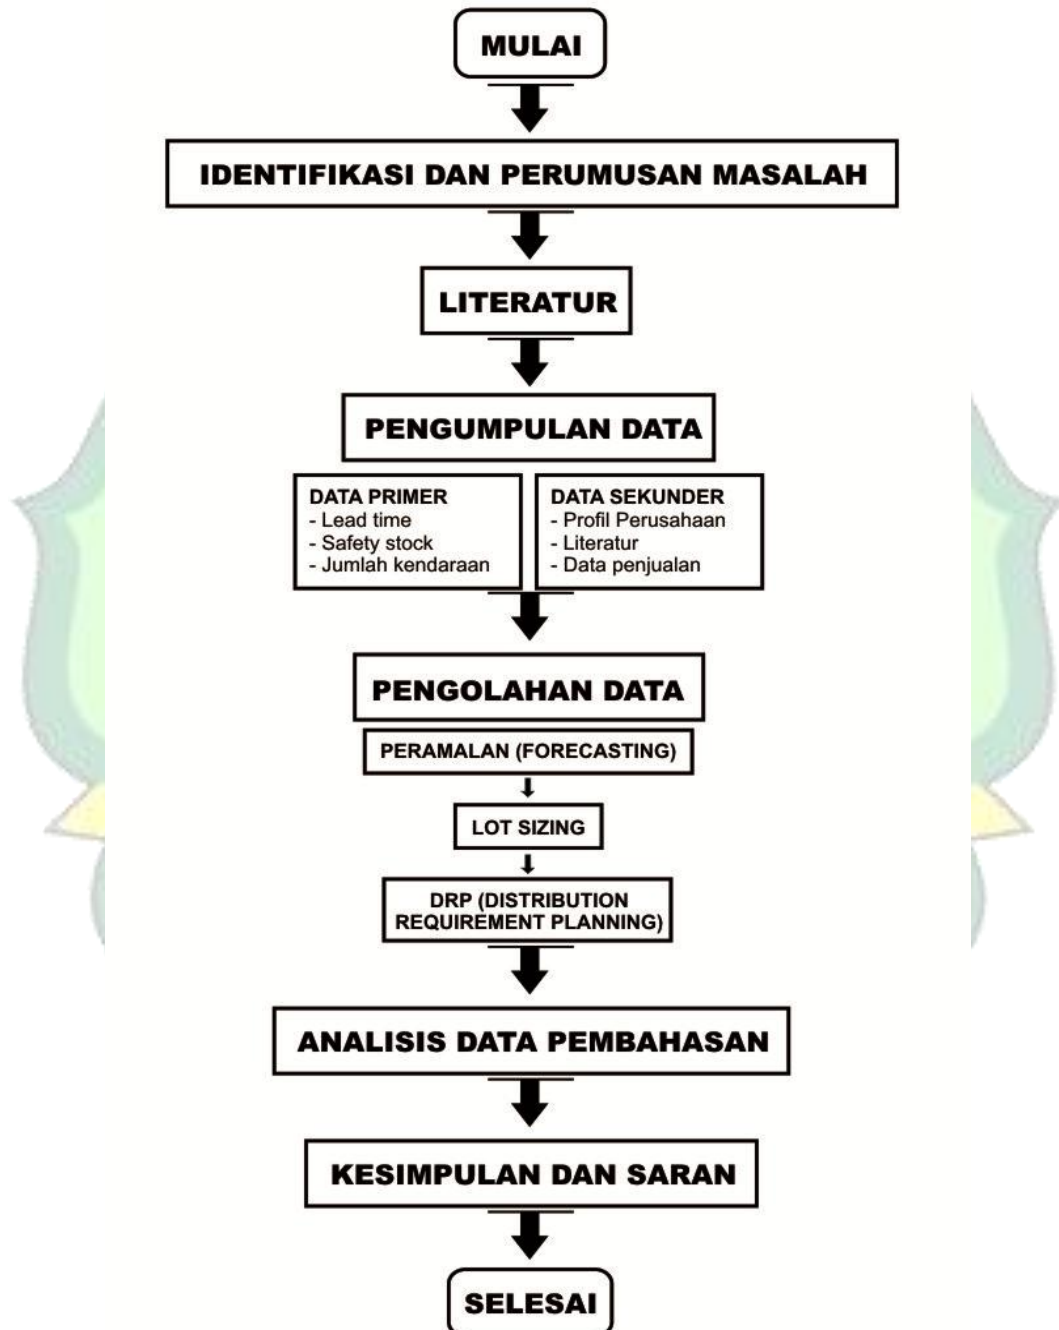 MULAI
IDENTIFIKASI DAN PERUMUSAN MASALAH
LITERATUR
PENGUMPULAN DATA
DATA PRIMER
- Lead time
- Safety stock
- Jumlah kendaraan
DATA SEKUNDER
- Profil Perusahaan
- Literatur
- Data penjualan
PENGOLAHAN DATA
PERAMALAN (FORECASTING)
LOT SIZING
DRP (DISTRIBUTION
REQUIREMENT PLANNING)
ANALISIS DATA PEMBAHASAN
KESIMPULAN DAN SARAN
SELESAI